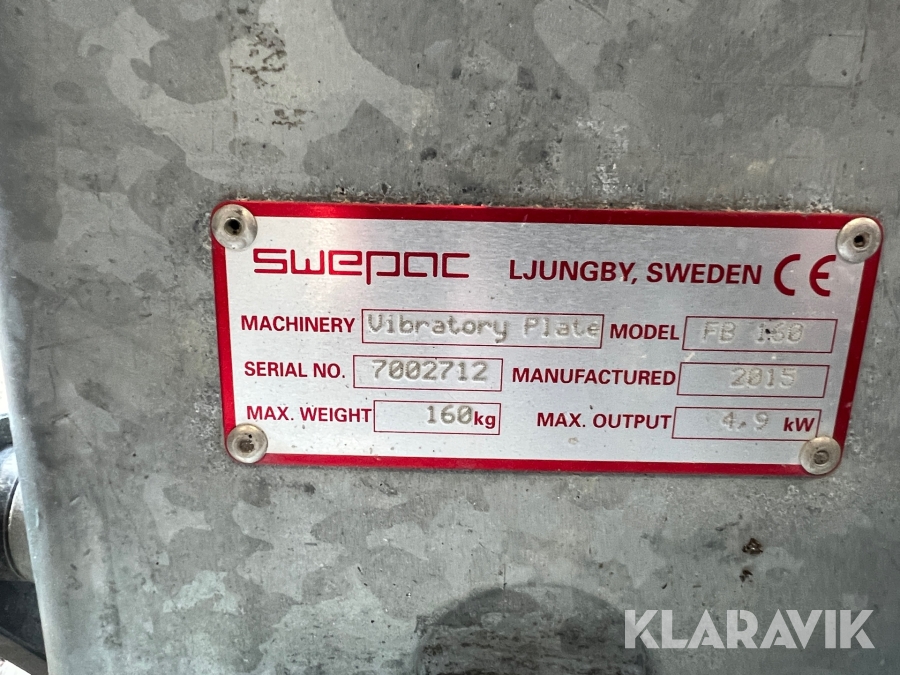 swepac LJUNGBY, SWEDEN CE
MACHINERY Vibratory Plate MODEL FB 160
SERIAL NO. 7002712 MANUFACTURED 2015
MAX. WEIGHT 160kg MAX. OUTPUT 4.9 kW
KLARAVIK